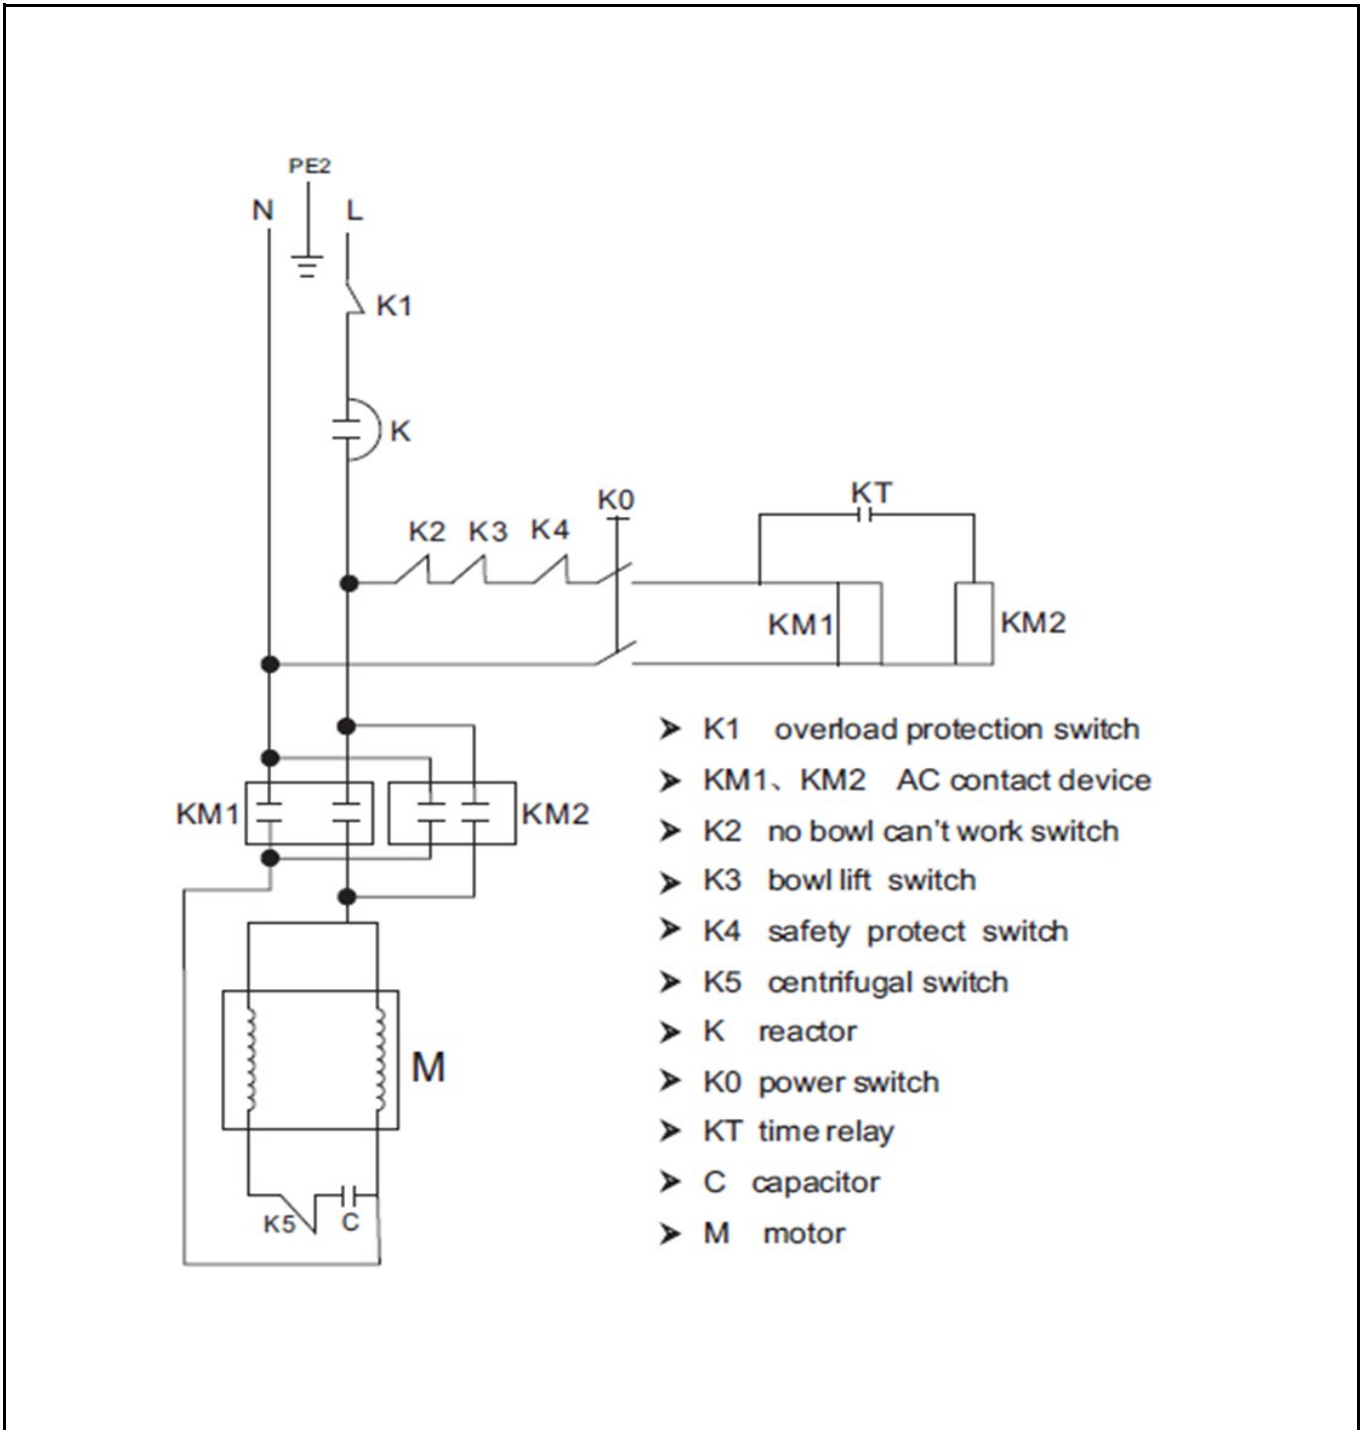 PE2
N L
K1
K
K0
KT
K2 K3 K4
KM1
KM2
KM1
KM2
M
K5
C
➢ K1 overload protection switch
➢ KM1、KM2 AC contact device
➢ K2 no bowl can't work switch
➢ K3 bowl lift switch
➢ K4 safety protect switch
➢ K5 centrifugal switch
➢ K reactor
➢ K0 power switch
➢ KT time relay
➢ C capacitor
➢ M motor